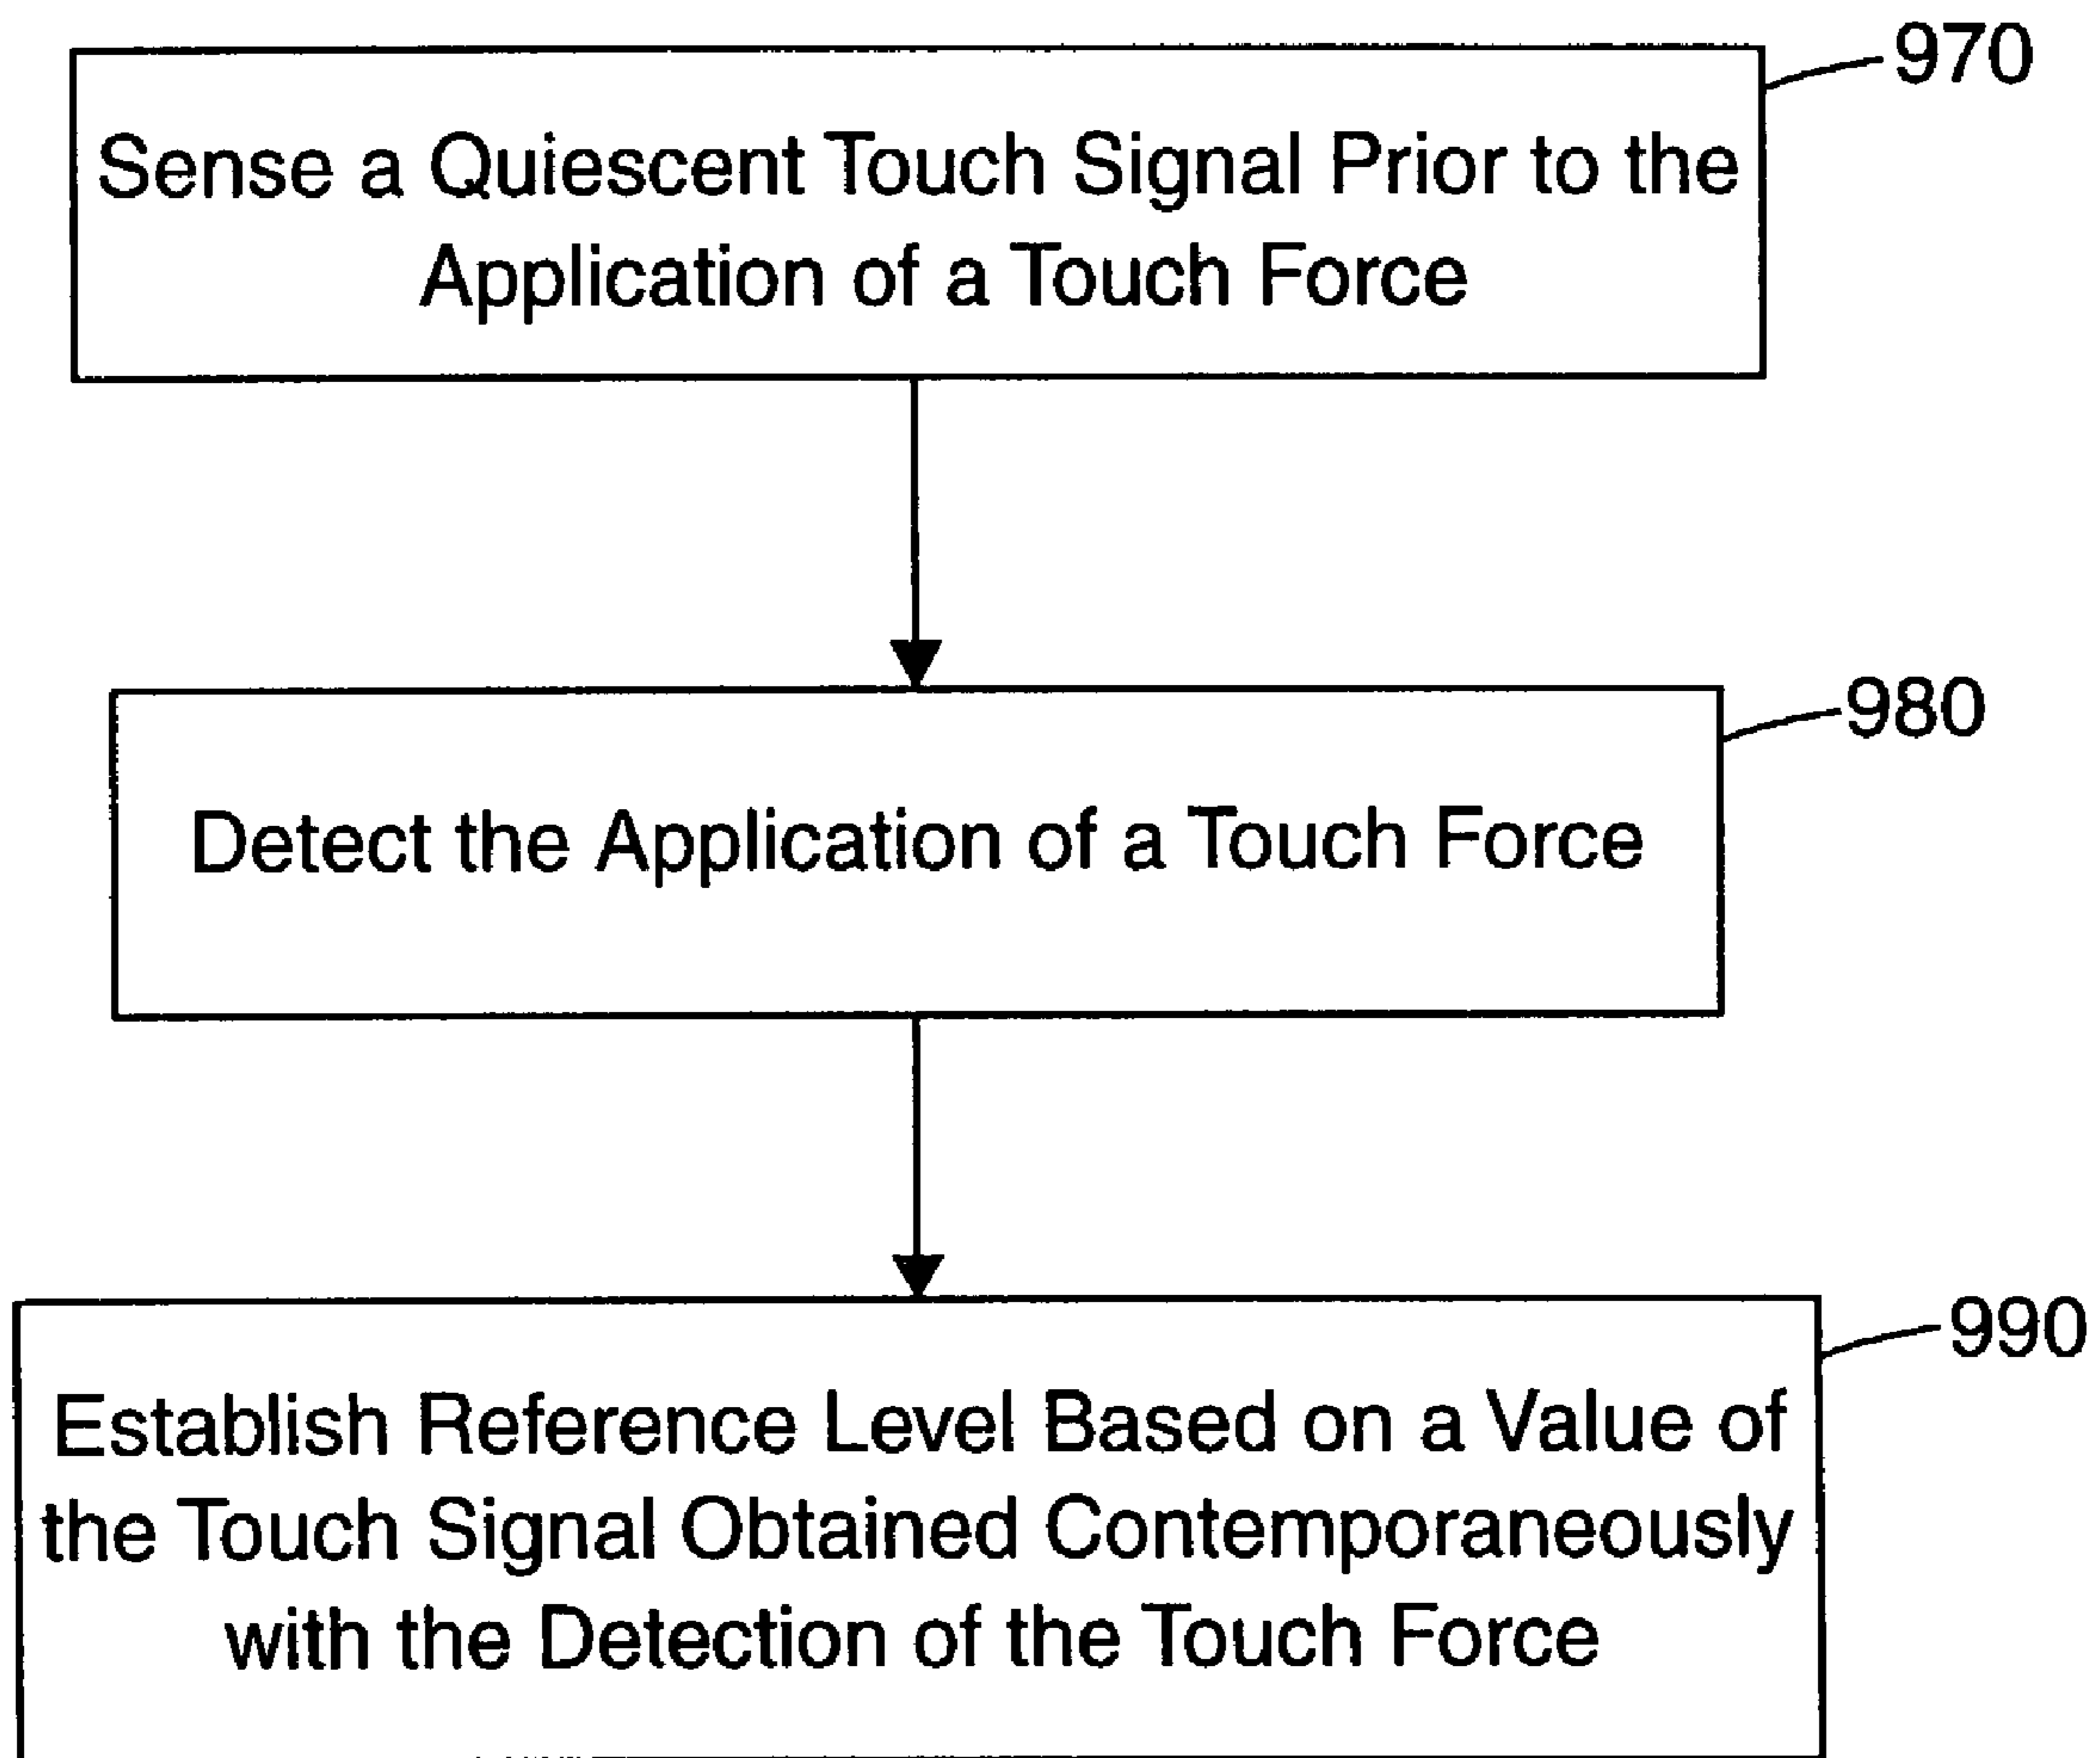 970
Sense a Quiescent Touch Signal Prior to the
Application of a Touch Force
980
Detect the Application of a Touch Force
990
Establish Reference Level Based on a Value of
the Touch Signal Obtained Contemporaneously
with the Detection of the Touch Force